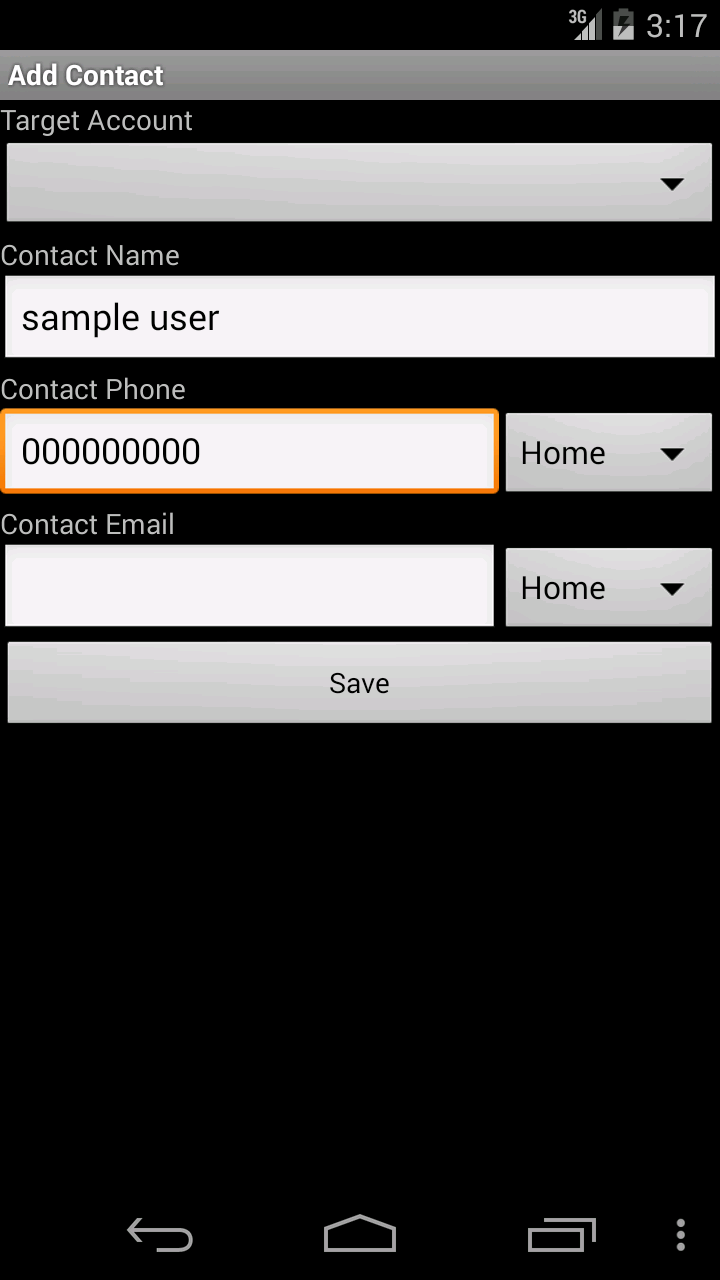 3G 3:17
Add Contact
Target Account
Contact Name
sample user
Contact Phone
000000000 Home
Contact Email
Home
Save